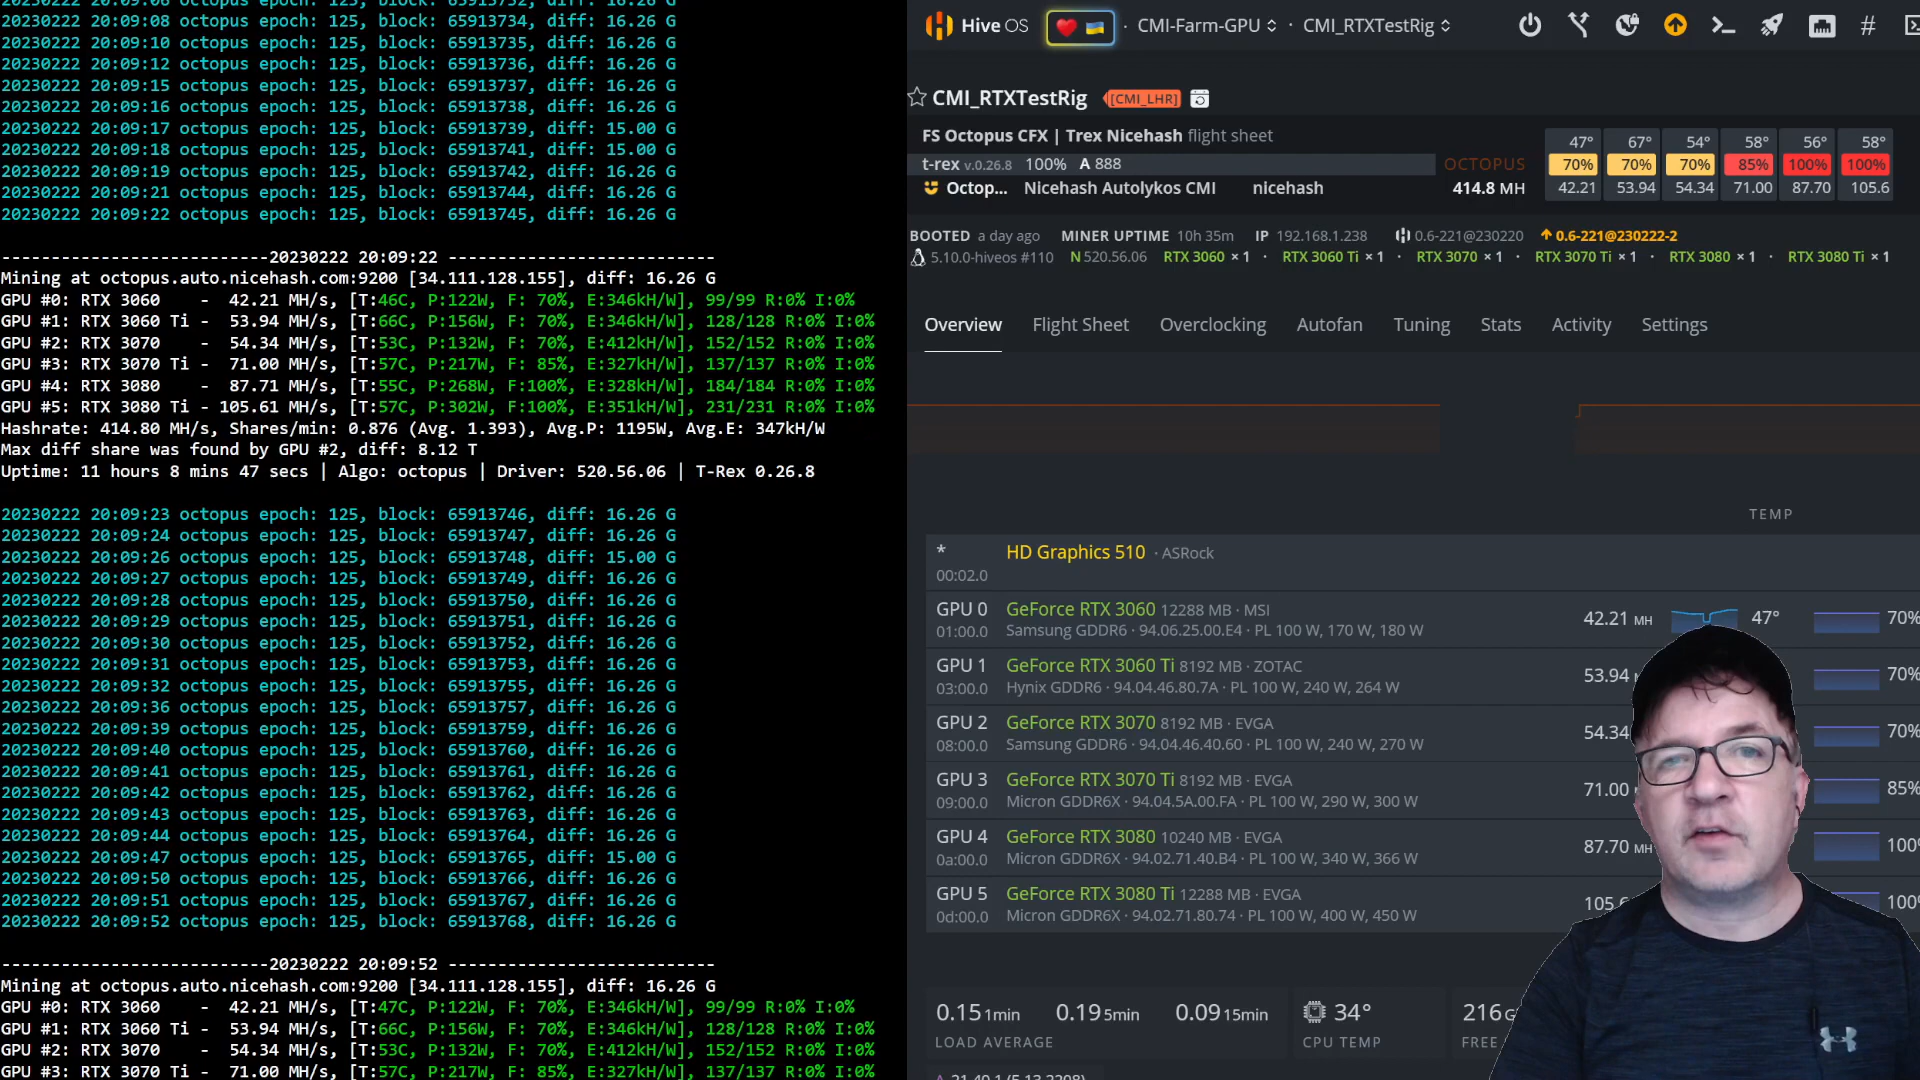 20230222 20:09:08 octopus epoch: 125, block: 65913734, diff: 16.26 G
20230222 20:09:10 octopus epoch: 125, block: 65913735, diff: 16.26 G
20230222 20:09:12 octopus epoch: 125, block: 65913736, diff: 16.26 G
20230222 20:09:15 octopus epoch: 125, block: 65913737, diff: 16.26 G
20230222 20:09:16 octopus epoch: 125, block: 65913738, diff: 16.26 G
20230222 20:09:17 octopus epoch: 125, block: 65913739, diff: 15.00 G
20230222 20:09:18 octopus epoch: 125, block: 65913741, diff: 15.00 G
20230222 20:09:19 octopus epoch: 125, block: 65913742, diff: 16.26 G
20230222 20:09:21 octopus epoch: 125, block: 65913744, diff: 16.26 G
20230222 20:09:22 octopus epoch: 125, block: 65913745, diff: 16.26 G
---------------------------20230222 20:09:22 ---------------------------
Mining at octopus.auto.nicehash.com:9200 [34.111.128.155], diff: 16.26 G
GPU #0: RTX 3060    -  42.21 MH/s, [T:46C, P:122W, F: 70%, E:346kH/W], 99/99 R:0% I:0%
GPU #1: RTX 3060 Ti -  53.94 MH/s, [T:66C, P:156W, F: 70%, E:346kH/W], 128/128 R:0% I:0%
GPU #2: RTX 3070    -  54.34 MH/s, [T:53C, P:132W, F: 70%, E:412kH/W], 152/152 R:0% I:0%
GPU #3: RTX 3070 Ti -  71.00 MH/s, [T:57C, P:217W, F: 85%, E:327kH/W], 137/137 R:0% I:0%
GPU #4: RTX 3080    -  87.71 MH/s, [T:55C, P:268W, F:100%, E:328kH/W], 184/184 R:0% I:0%
GPU #5: RTX 3080 Ti - 105.61 MH/s, [T:57C, P:302W, F:100%, E:351kH/W], 231/231 R:0% I:0%
Hashrate: 414.80 MH/s, Shares/min: 0.876 (Avg. 1.393), Avg.P: 1195W, Avg.E: 347kH/W
Max diff share was found by GPU #2, diff: 8.12 T
Uptime: 11 hours 8 mins 47 secs | Algo: octopus | Driver: 520.56.06 | T-Rex 0.26.8
20230222 20:09:23 octopus epoch: 125, block: 65913746, diff: 16.26 G
20230222 20:09:24 octopus epoch: 125, block: 65913747, diff: 16.26 G
20230222 20:09:26 octopus epoch: 125, block: 65913748, diff: 15.00 G
20230222 20:09:27 octopus epoch: 125, block: 65913749, diff: 16.26 G
20230222 20:09:28 octopus epoch: 125, block: 65913750, diff: 16.26 G
20230222 20:09:29 octopus epoch: 125, block: 65913751, diff: 16.26 G
20230222 20:09:30 octopus epoch: 125, block: 65913752, diff: 16.26 G
20230222 20:09:31 octopus epoch: 125, block: 65913753, diff: 16.26 G
20230222 20:09:32 octopus epoch: 125, block: 65913755, diff: 16.26 G
20230222 20:09:36 octopus epoch: 125, block: 65913757, diff: 16.26 G
20230222 20:09:39 octopus epoch: 125, block: 65913759, diff: 16.26 G
20230222 20:09:40 octopus epoch: 125, block: 65913760, diff: 16.26 G
20230222 20:09:41 octopus epoch: 125, block: 65913761, diff: 16.26 G
20230222 20:09:42 octopus epoch: 125, block: 65913762, diff: 16.26 G
20230222 20:09:43 octopus epoch: 125, block: 65913763, diff: 16.26 G
20230222 20:09:44 octopus epoch: 125, block: 65913764, diff: 16.26 G
20230222 20:09:47 octopus epoch: 125, block: 65913765, diff: 15.00 G
20230222 20:09:50 octopus epoch: 125, block: 65913766, diff: 16.26 G
20230222 20:09:51 octopus epoch: 125, block: 65913767, diff: 16.26 G
20230222 20:09:52 octopus epoch: 125, block: 65913768, diff: 16.26 G
---------------------------20230222 20:09:52 ---------------------------
Mining at octopus.auto.nicehash.com:9200 [34.111.128.155], diff: 16.26 G
GPU #0: RTX 3060    -  42.21 MH/s, [T:47C, P:122W, F: 70%, E:346kH/W], 99/99 R:0% I:0%
GPU #1: RTX 3060 Ti -  53.94 MH/s, [T:66C, P:156W, F: 70%, E:346kH/W], 128/128 R:0% I:0%
GPU #2: RTX 3070    -  54.34 MH/s, [T:53C, P:132W, F: 70%, E:412kH/W], 152/152 R:0% I:0%
GPU #3: RTX 3070 Ti -  71.00 MH/s, [T:57C, P:217W, F: 85%, E:327kH/W], 137/137 R:0% I:0%
Hive OS · CMI-Farm-GPU · CMI_RTXTestRig #
CMI_RTXTestRig [CMI_LHR]
FS Octopus CFX | Trex Nicehash flight sheet 47° 67° 54° 58° 56° 58°
t-rex v.0.26.8 100% A 888 OCTOPUS 70% 70% 70% 85% 100% 100%
Octop... Nicehash Autolykos CMI nicehash 414.8 MH 42.21 53.94 54.34 71.00 87.70 105.6
BOOTED a day ago MINER UPTIME 10h 35m IP 192.168.1.238 0.6-221@230220 0.6-221@230222-2
5.10.0-hiveos #110 N 520.56.06 RTX 3060 × 1 · RTX 3060 Ti × 1 · RTX 3070 × 1 · RTX 3070 Ti × 1 · RTX 3080 × 1 · RTX 3080 Ti × 1
Overview Flight Sheet Overclocking Autofan Tuning Stats Activity Settings
TEMP
* HD Graphics 510 · ASRock
00:02.0
GPU 0 GeForce RTX 3060 12288 MB · MSI 42.21 MH 47° 70%
01:00.0 Samsung GDDR6 · 94.06.25.00.E4 · PL 100 W, 170 W, 180 W
GPU 1 GeForce RTX 3060 Ti 8192 MB · ZOTAC 53.94 70%
03:00.0 Hynix GDDR6 · 94.04.46.80.7A · PL 100 W, 240 W, 264 W
GPU 2 GeForce RTX 3070 8192 MB · EVGA 54.34 70%
08:00.0 Samsung GDDR6 · 94.04.46.40.60 · PL 100 W, 240 W, 270 W
GPU 3 GeForce RTX 3070 Ti 8192 MB · EVGA 71.00 85%
09:00.0 Micron GDDR6X · 94.04.5A.00.FA · PL 100 W, 290 W, 300 W
GPU 4 GeForce RTX 3080 10240 MB · EVGA 87.70 MH 100%
0a:00.0 Micron GDDR6X · 94.02.71.40.B4 · PL 100 W, 340 W, 366 W
GPU 5 GeForce RTX 3080 Ti 12288 MB · EVGA 105.6 100%
0d:00.0 Micron GDDR6X · 94.02.71.80.74 · PL 100 W, 400 W, 450 W
0.15 1min 0.19 5min 0.09 15min 34° 216
LOAD AVERAGE CPU TEMP FREE